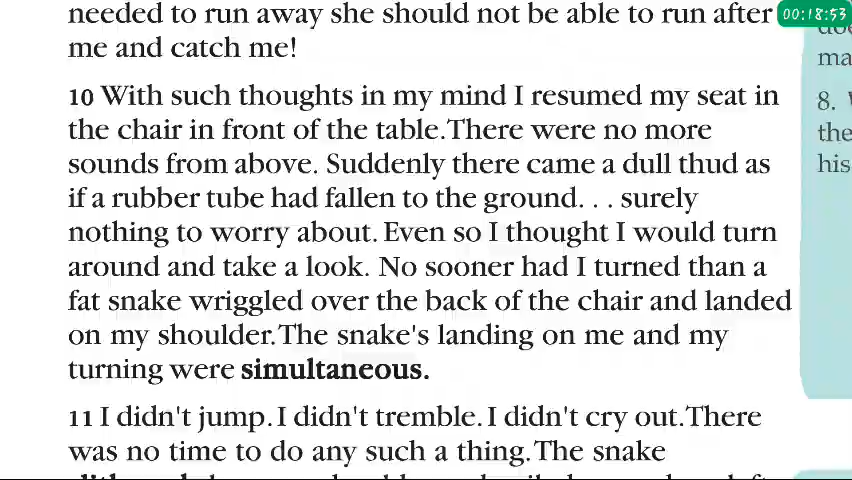 needed to run away she should not be able to run after
me and catch me!
00:18:53
ma
10 With such thoughts in my mind I resumed my seat in
the chair in front of the table. There were no more
sounds from above. Suddenly there came a dull thud as
if a rubber tube had fallen to the ground. . . surely
nothing to worry about. Even so I thought I would turn
around and take a look. No sooner had I turned than a
fat snake wriggled over the back of the chair and landed
on my shoulder. The snake's landing on me and my
turning were simultaneous.
8.
the
his
11 I didn't jump. I didn't tremble. I didn't cry out. There
was no time to do any such a thing. The snake